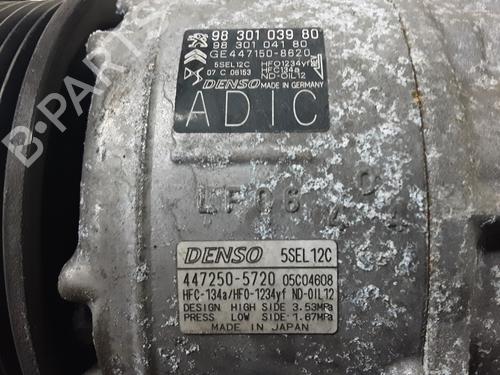 98 301 039 80
98 301 041 80
GE447150-8620
5SEL12C HFO1234yf
HFC134a
07 C 06153 ND-OIL12
DENSO MADE IN GERMANY
ADIC
LF06
DENSO 5SEL12C
447250-5720 05C04608
HFC-134a/HFO-1234yf ND-OIL12
DESIGN HIGH SIDE 3.53MPa
PRESS LOW SIDE 1.67MPa
MADE IN JAPAN